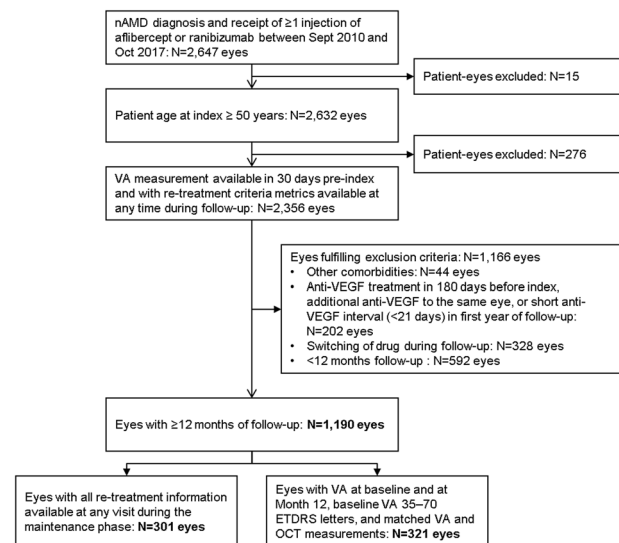 nAMD diagnosis and receipt of ≥1 injection of
aflibercept or ranibizumab between Sept 2010 and
Oct 2017: N=2,647 eyes
Patient-eyes excluded: N=15
Patient age at index ≥ 50 years: N=2,632 eyes
Patient-eyes excluded: N=276
VA measurement available in 30 days pre-index
and with re-treatment criteria metrics available at
any time during follow-up: N=2,356 eyes
Eyes fulfilling exclusion criteria: N=1,166 eyes
• Other comorbidities: N=44 eyes
• Anti-VEGF treatment in 180 days before index,
additional anti-VEGF to the same eye, or short anti-
VEGF interval (<21 days) in first year of follow-up:
N=202 eyes
• Switching of drug during follow-up: N=328 eyes
• <12 months follow-up : N=592 eyes
Eyes with ≥12 months of follow-up: N=1,190 eyes
Eyes with all re-treatment information
available at any visit during the
maintenance phase: N=301 eyes
Eyes with VA at baseline and at
Month 12, baseline VA 35–70
ETDRS letters, and matched VA and
OCT measurements: N=321 eyes